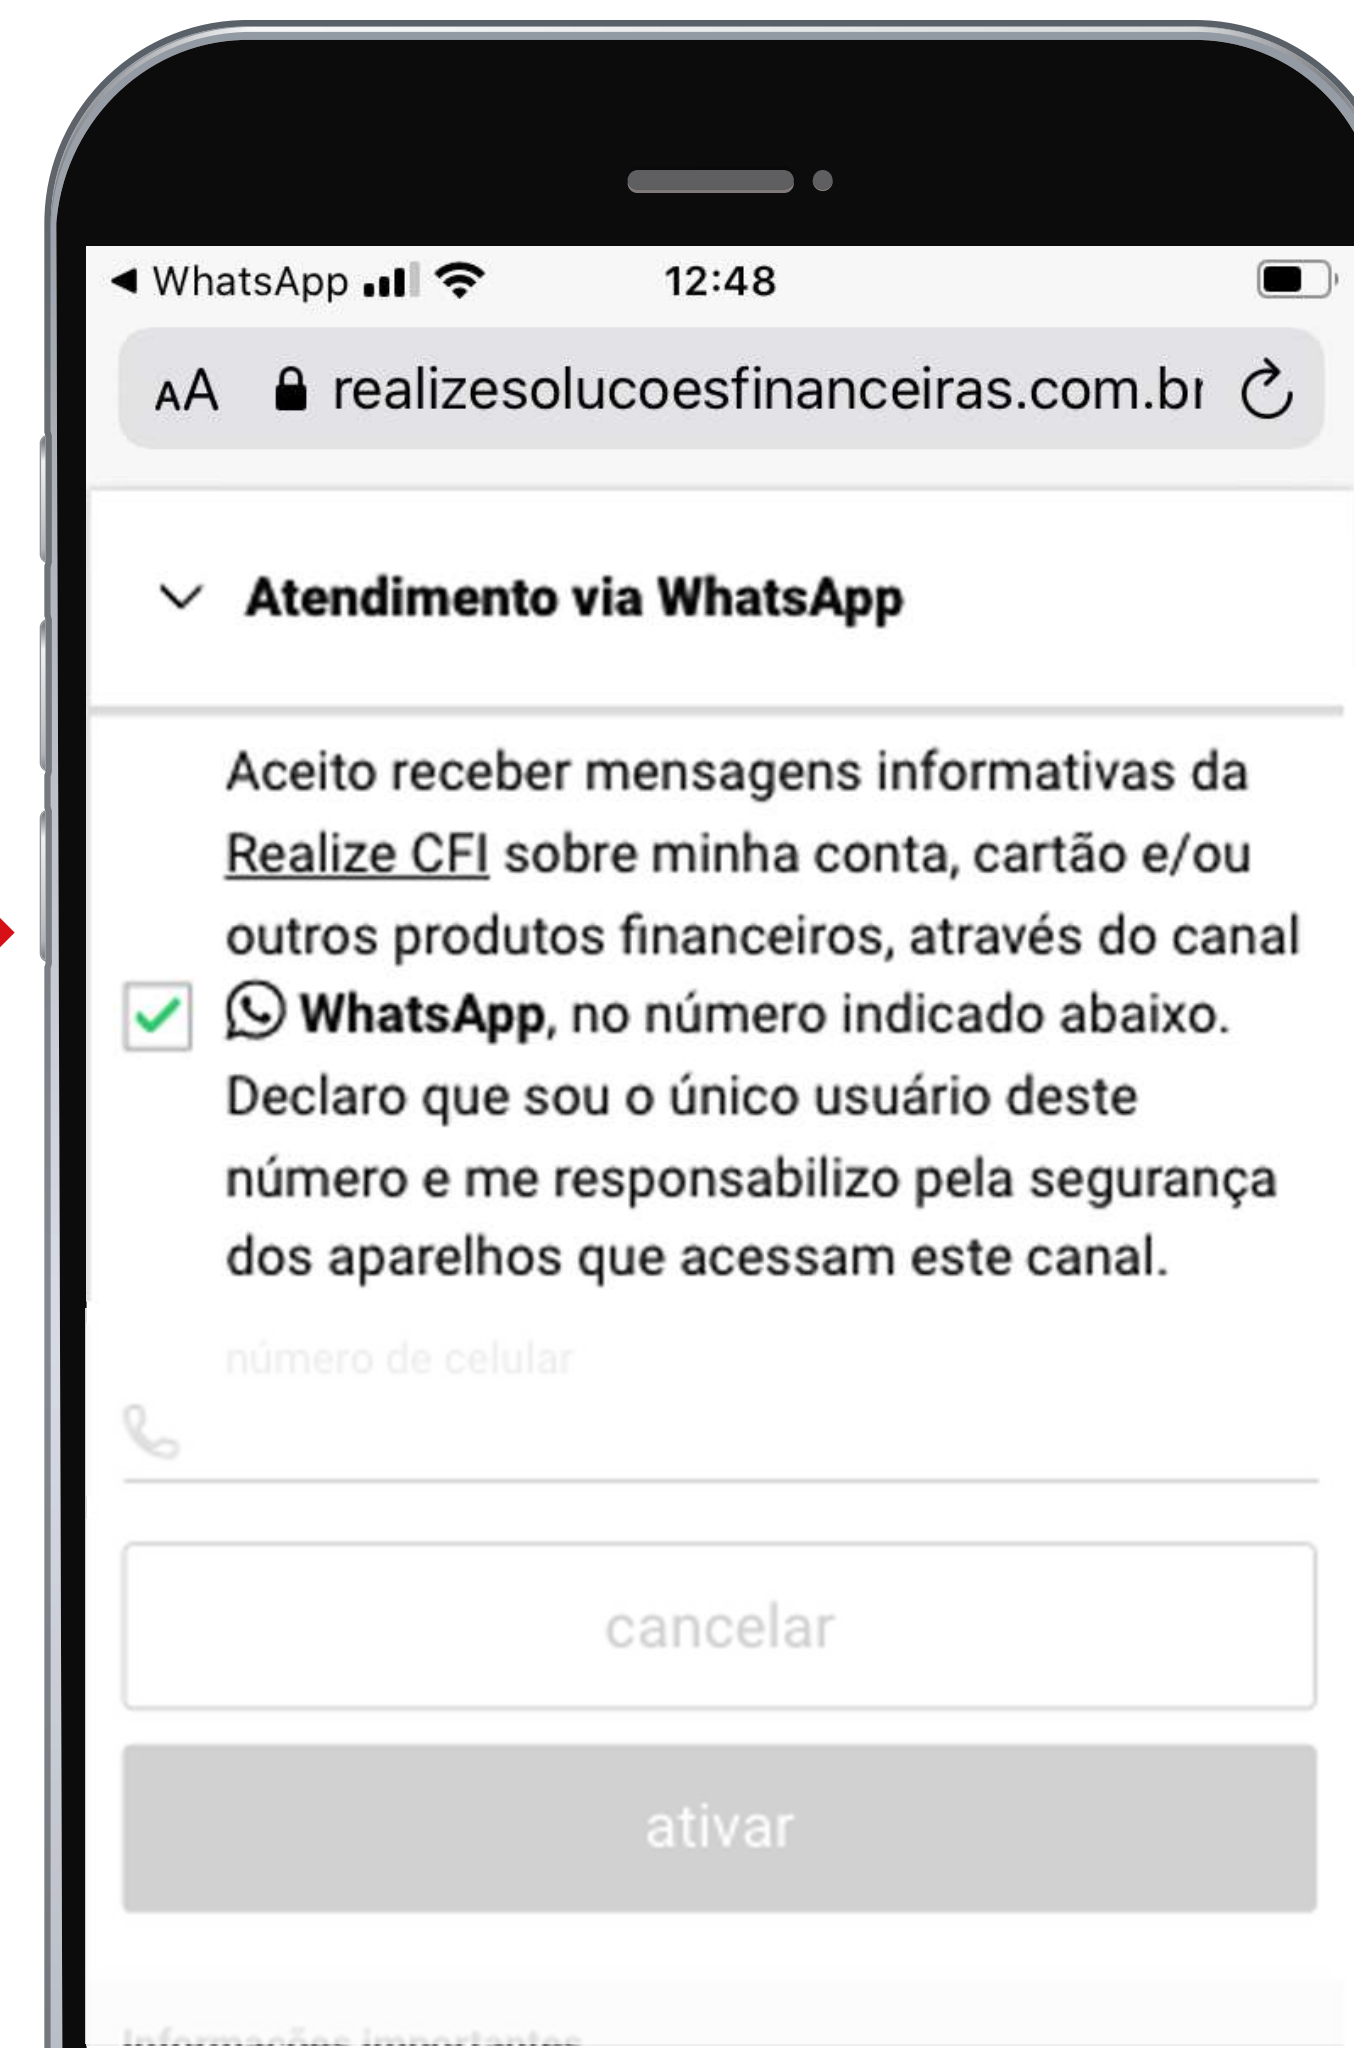 WhatsApp 12:48
AA realizesolucoesfinanceiras.com.br
Atendimento via WhatsApp
Aceito receber mensagens informativas da
Realize CFI sobre minha conta, cartão e/ou
outros produtos financeiros, através do canal
WhatsApp, no número indicado abaixo.
Declaro que sou o único usuário deste
número e me responsabilizo pela segurança
dos aparelhos que acessam este canal.
número de celular
cancelar
ativar
Informações importantes